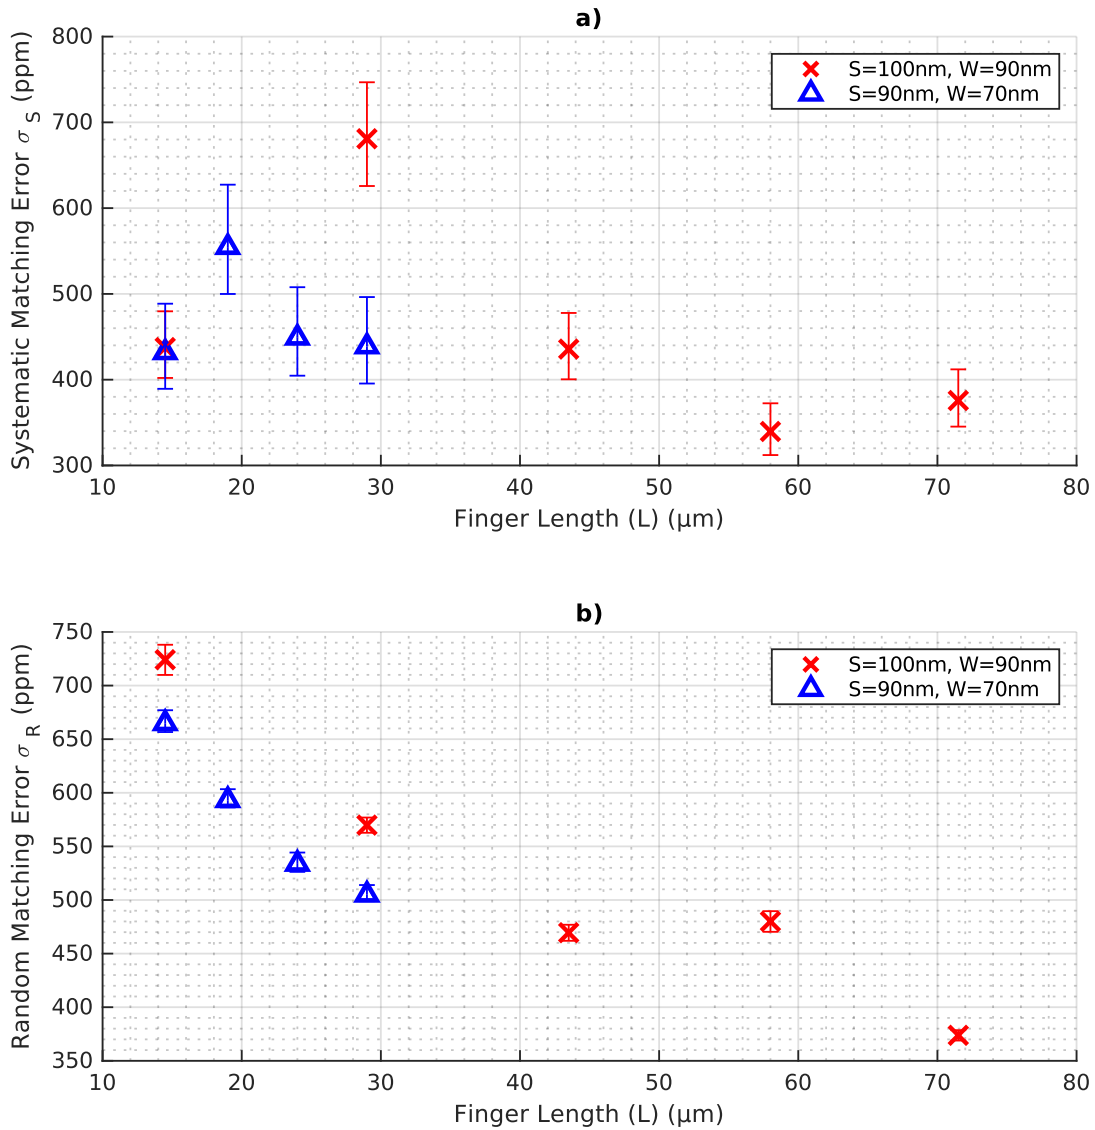 a)
800
700
600
500
400
300
Systematic Matching Error σ S (ppm)
S=100nm, W=90nm
S=90nm, W=70nm
10 20 30 40 50 60 70 80
Finger Length (L) (μm)
b)
750
700
650
600
550
500
450
400
350
Random Matching Error σ R (ppm)
S=100nm, W=90nm
S=90nm, W=70nm
10 20 30 40 50 60 70 80
Finger Length (L) (μm)